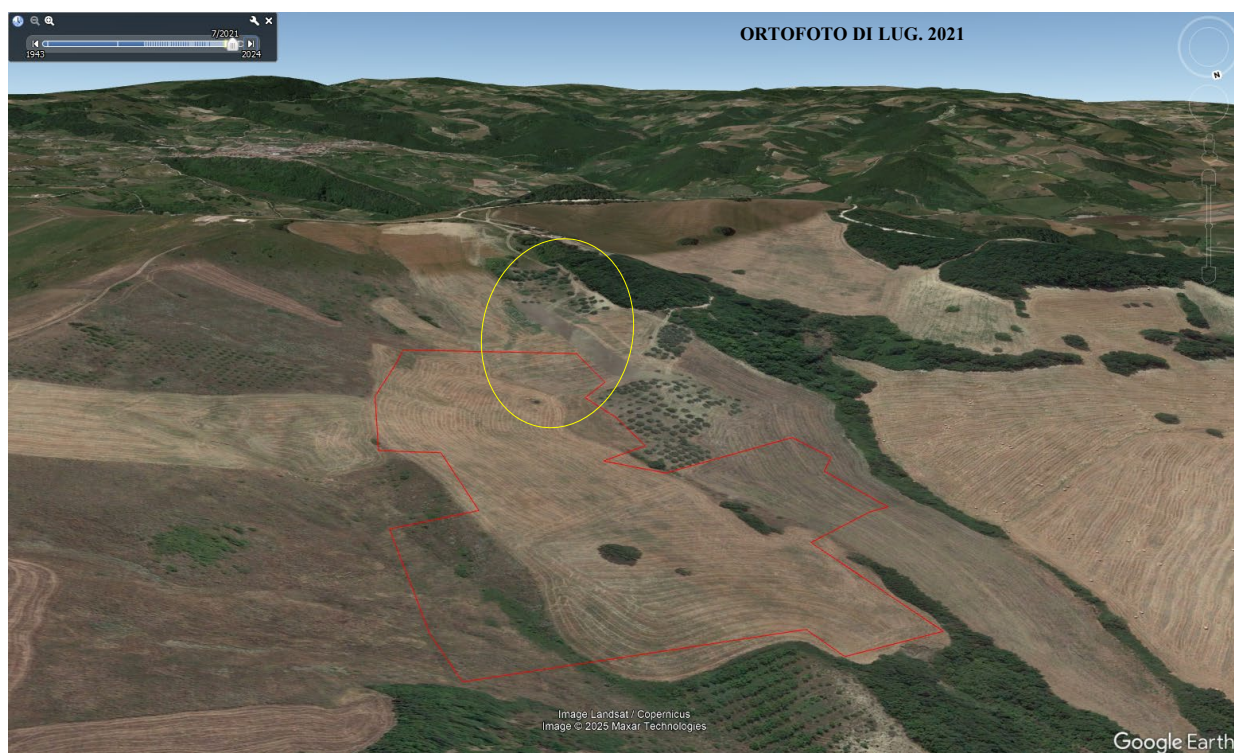 7/2021
1943
2024
ORTOFOTO DI LUG. 2021
N
Image Landsat / Copernicus
Image © 2025 Maxar Technologies
Google Earth